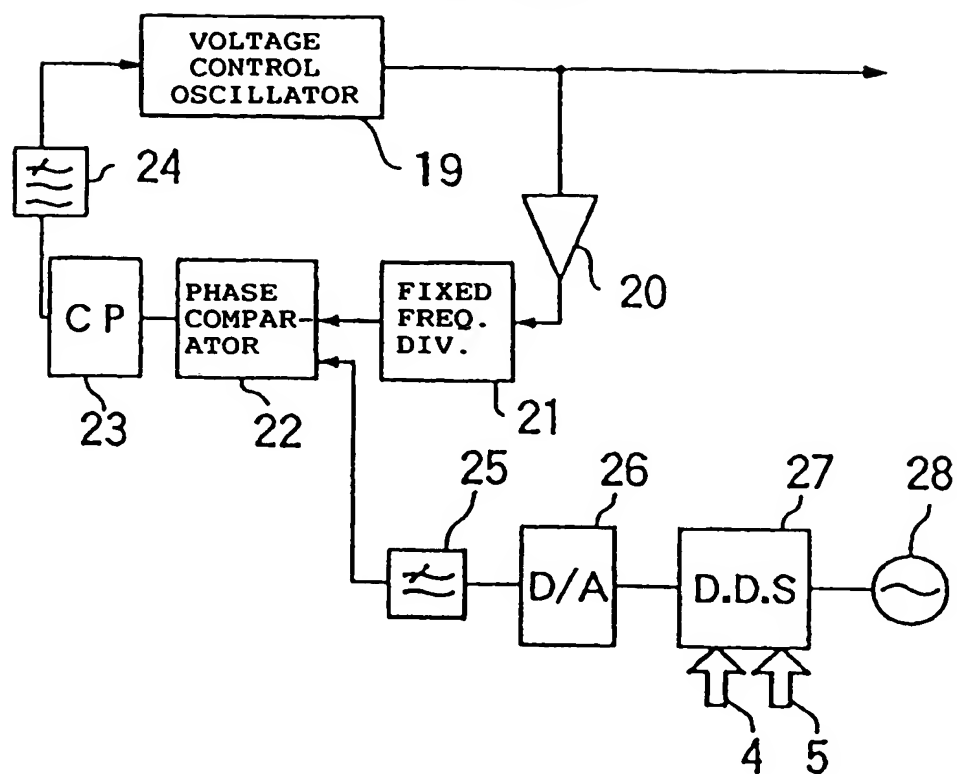 VOLTAGE
CONTROL
OSCILLATOR
24
19
20
CP
PHASE
COMPAR-
ATOR
FIXED
FREQ.
DIV.
23
22
21
25
26
27
28
D/A
D.D.S
4
5